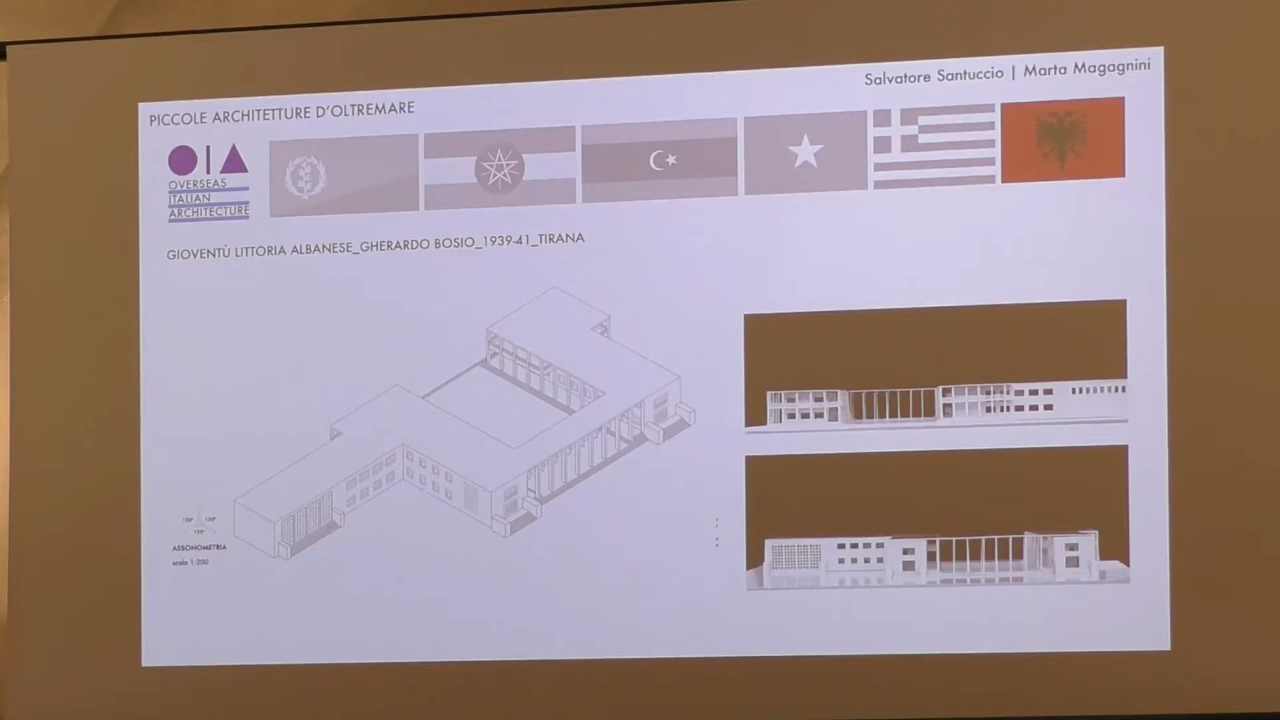 Salvatore Santuccio | Marta Magagnini
PICCOLE ARCHITETTURE D'OLTREMARE
OIA
OVERSEAS
ITALIAN
ARCHITECTURE
GIOVENTÙ LITTORIA ALBANESE_GHERARDO BOSIO_1939-41_TIRANA
ASSONOMETRIA
scala 1:200